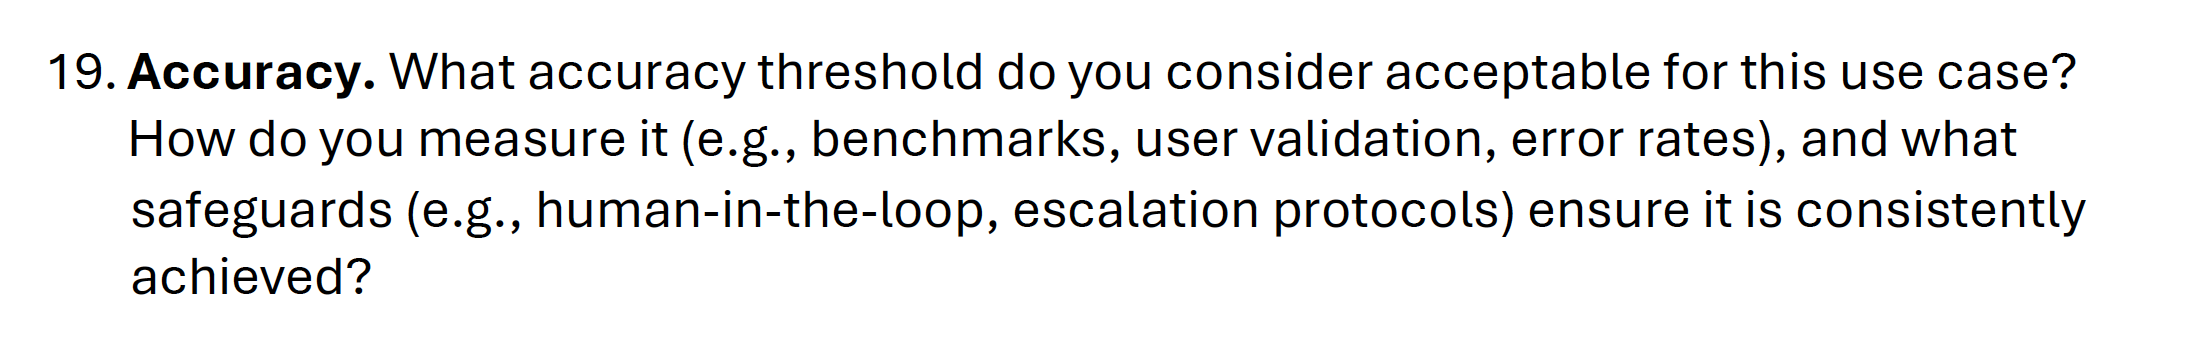 19. Accuracy. What accuracy threshold do you consider acceptable for this use case?
How do you measure it (e.g., benchmarks, user validation, error rates), and what
safeguards (e.g., human-in-the-loop, escalation protocols) ensure it is consistently
achieved?